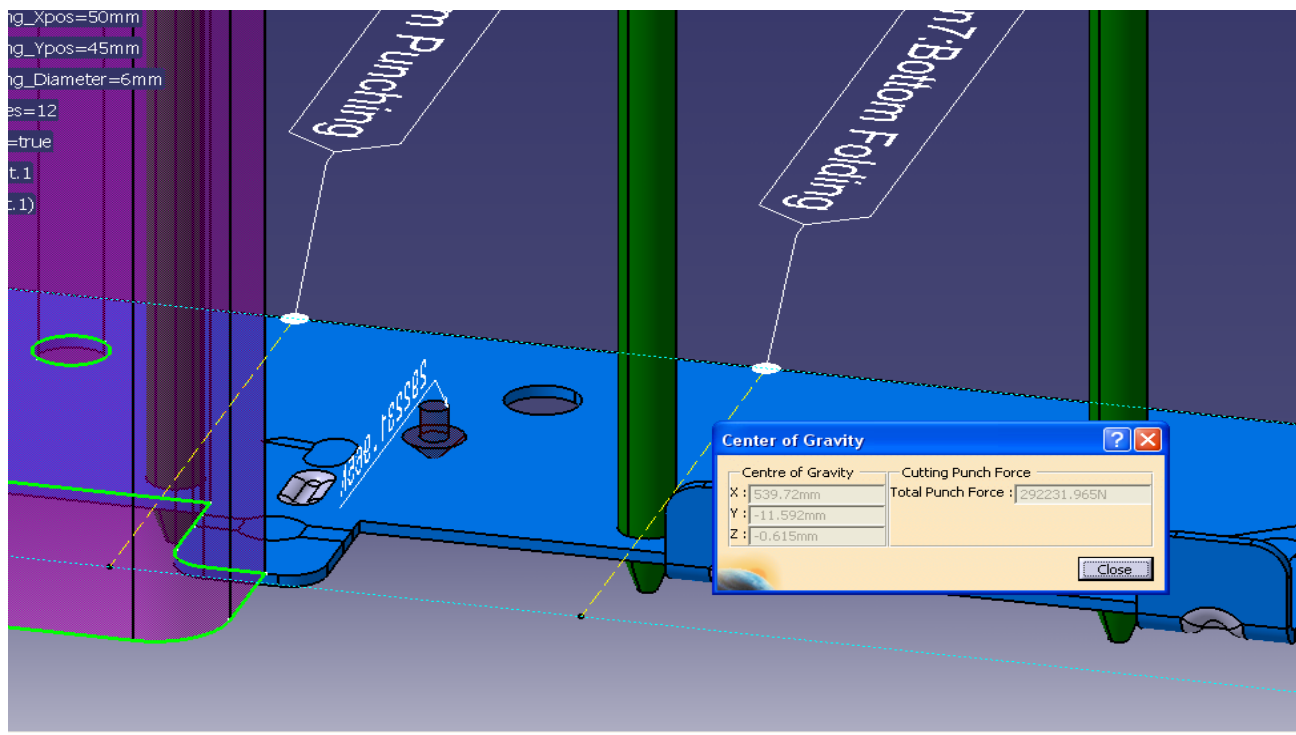 ng_Xpos=50mm
ng_Ypos=45mm
ng_Diameter=6mm
es=12
=true
t.1
t.1)
m Punching
n7:Bottom Folding
Center of Gravity
Centre of Gravity
X : 539.72mm
Y : -11.592mm
Z : -0.615mm
Cutting Punch Force
Total Punch Force : 292231.965N
Close